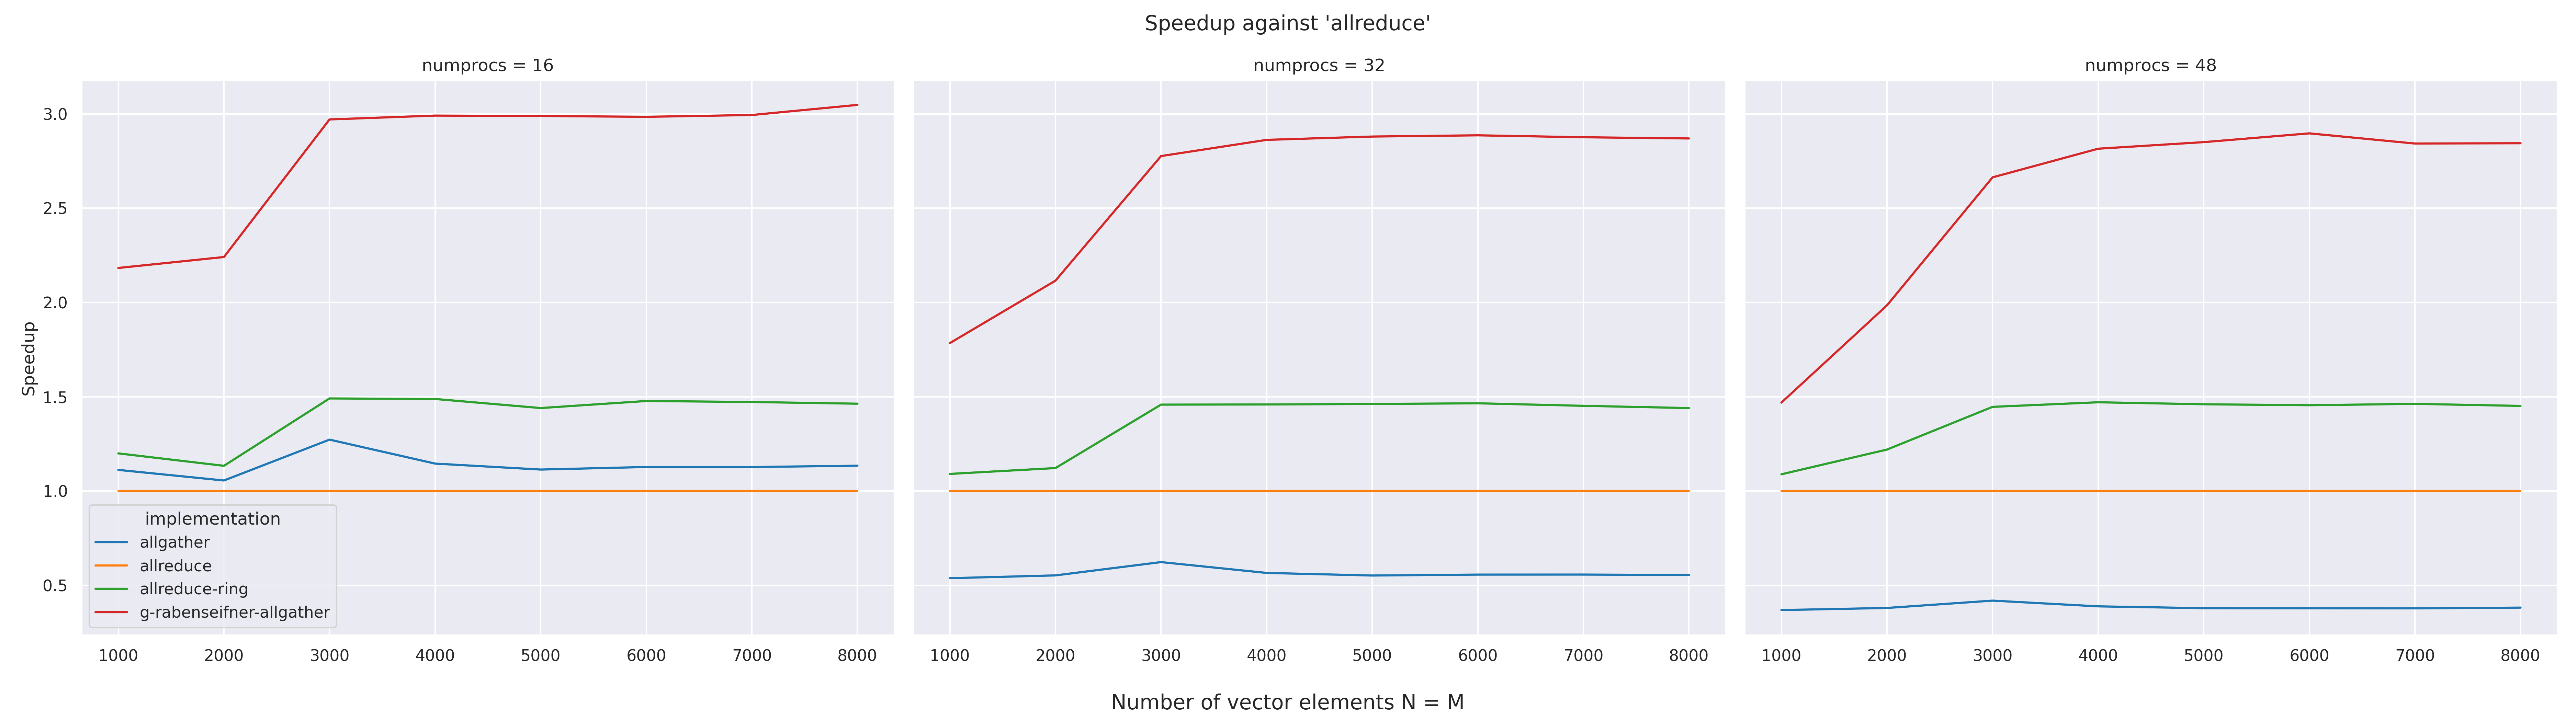 Speedup against 'allreduce'
numprocs = 16
numprocs = 32
numprocs = 48
Speedup
3.0
2.5
2.0
1.5
1.0
0.5
implementation
allgather
allreduce
allreduce-ring
g-rabenseifner-allgather
1000 2000 3000 4000 5000 6000 7000 8000
1000 2000 3000 4000 5000 6000 7000 8000
1000 2000 3000 4000 5000 6000 7000 8000
Number of vector elements N = M